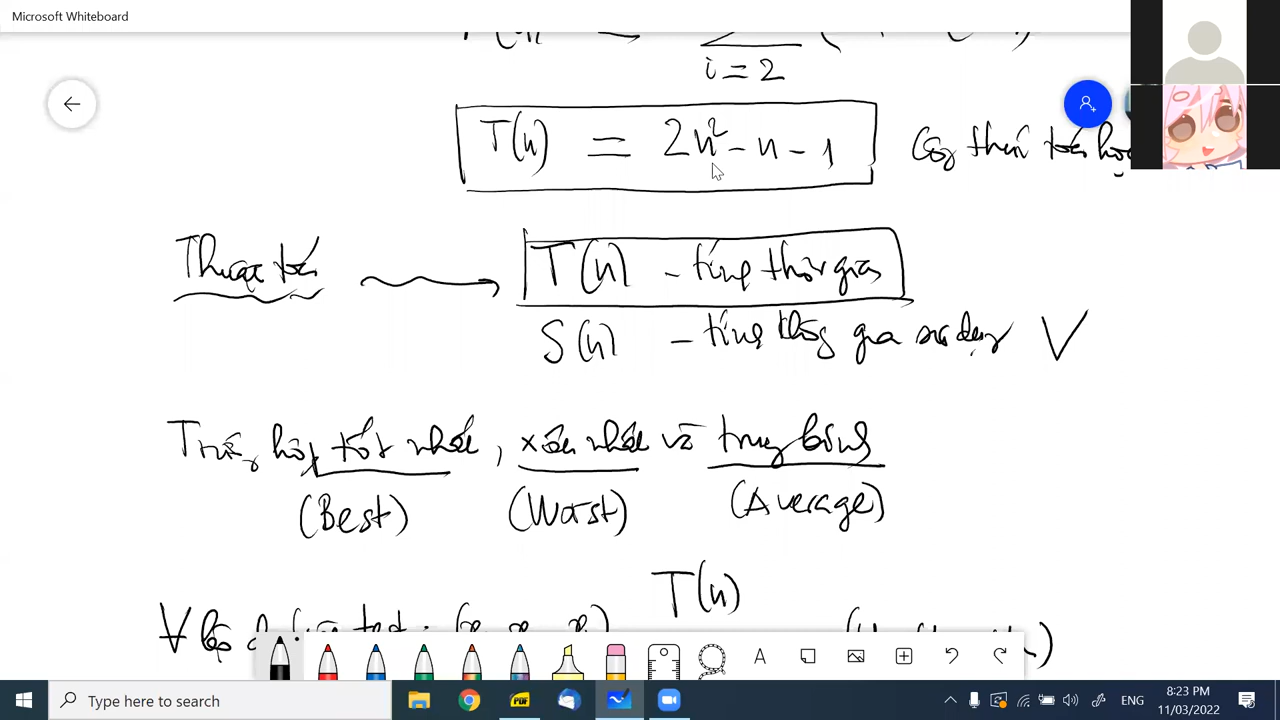 Microsoft Whiteboard
i = 2
T(n) = 2n² - n - 1
Thuật toán
T(n) - tính thời gian
S(n) - tính không gian sử dụng V
Trường hợp tốt nhất, xấu nhất và trung bình
(Best) (Worst) (Average)
T(n)
Type here to search
ENG
8:23 PM
11/03/2022